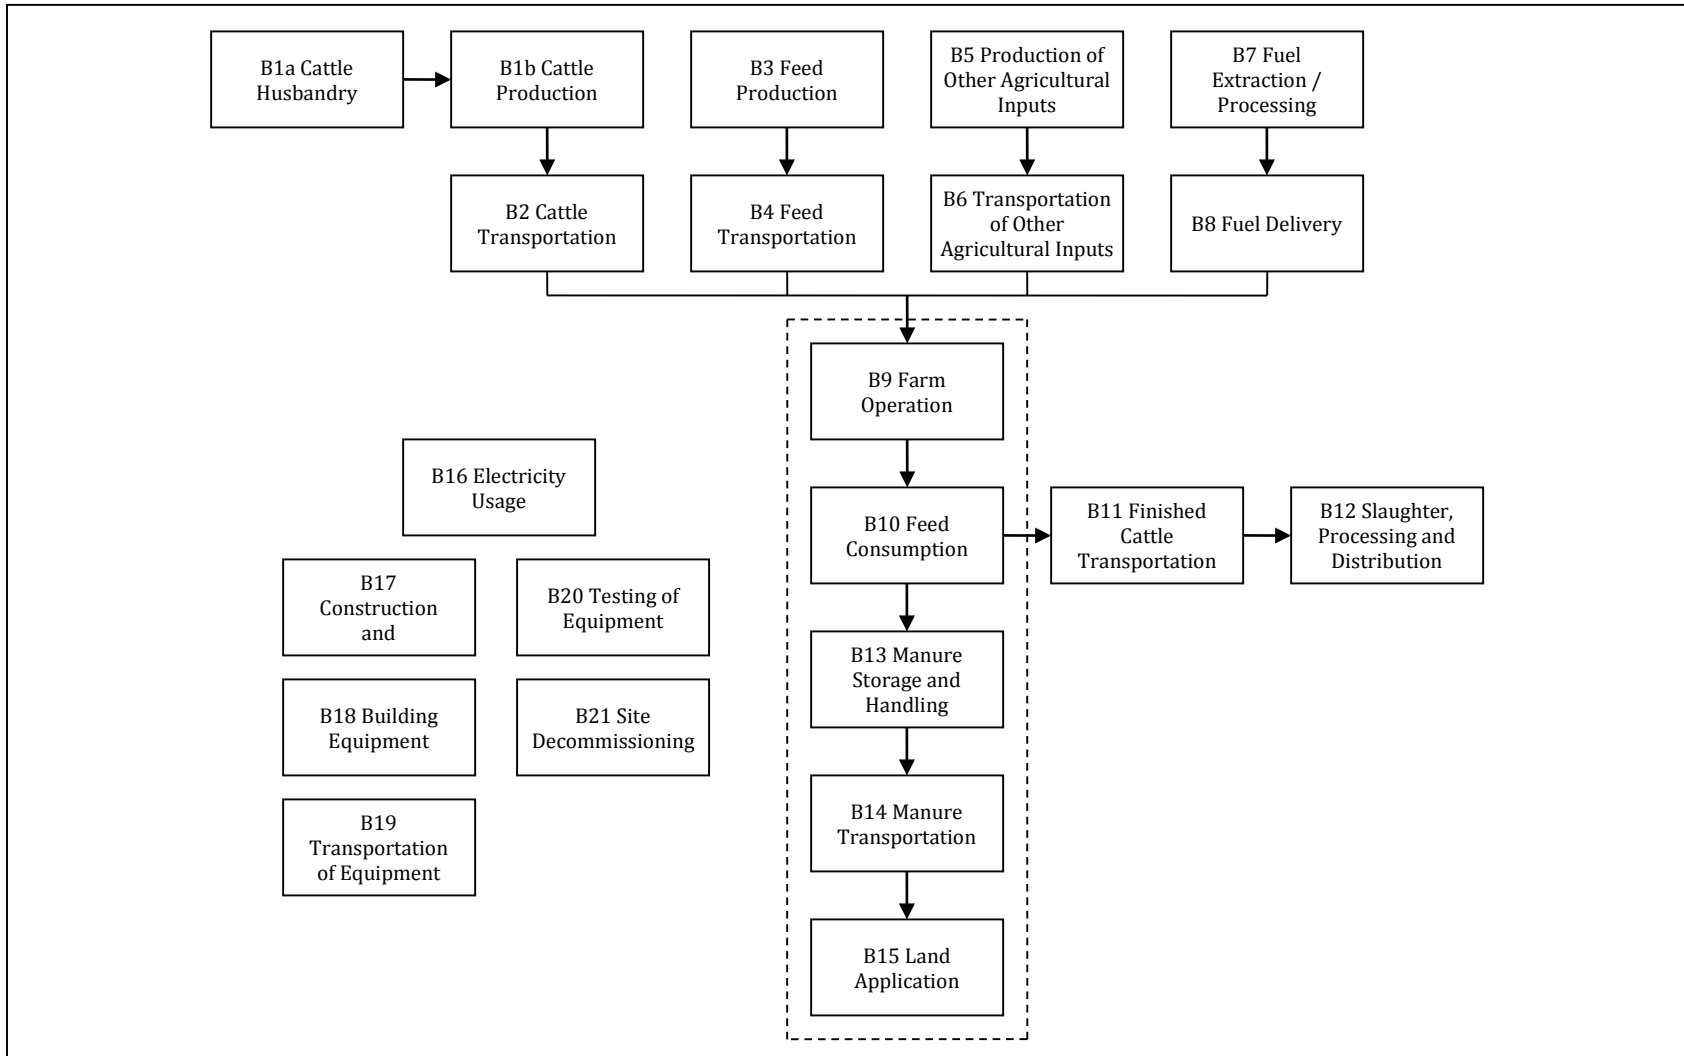 B1a Cattle
Husbandry
B1b Cattle
Production
B3 Feed
Production
B5 Production of
Other Agricultural
Inputs
B7 Fuel
Extraction /
Processing
B2 Cattle
Transportation
B4 Feed
Transportation
B6 Transportation
of Other
Agricultural Inputs
B8 Fuel Delivery
B9 Farm
Operation
B16 Electricity
Usage
B10 Feed
Consumption
B11 Finished
Cattle
Transportation
B12 Slaughter,
Processing and
Distribution
B17
Construction
and
B20 Testing of
Equipment
B13 Manure
Storage and
Handling
B18 Building
Equipment
B21 Site
Decommissioning
B14 Manure
Transportation
B19
Transportation
of Equipment
B15 Land
Application